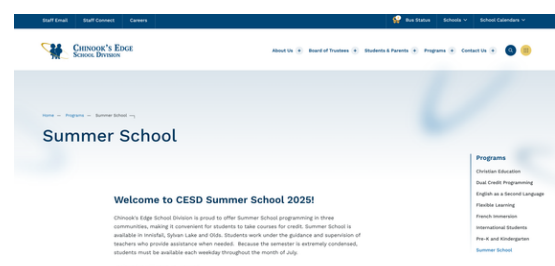 Staff Email Staff Connect Careers Bus Status Schools School Calendars
CHINOOK'S EDGE
SCHOOL DIVISION
About Us + Board of Trustees + Students & Parents + Programs + Contact Us +
Home → Programs → Summer School →
Summer School
Programs
Christian Education
Dual Credit Programming
English as a Second Language
Flexible Learning
French Immersion
International Students
Pre-K and Kindergarten
Summer School
Welcome to CESD Summer School 2025!
Chinook's Edge School Division is proud to offer Summer School programming in three
communities, making it convenient for students to take courses for credit. Summer School is
available in Innisfail, Sylvan Lake and Olds. Students work under the guidance and supervision of
teachers who provide assistance when needed. Because the semester is extremely condensed,
students must be available each weekday throughout the month of July.